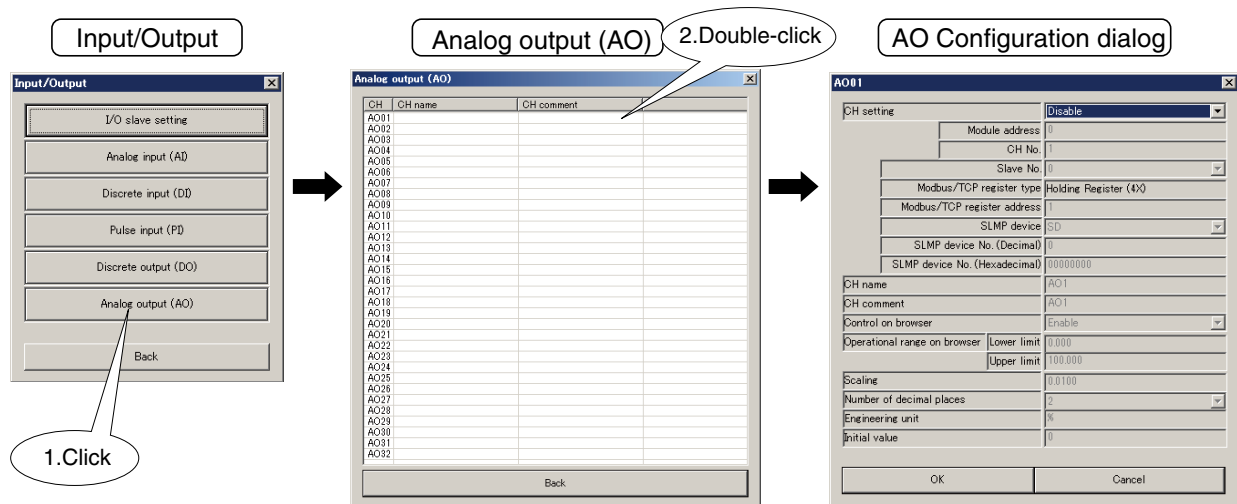 Input/Output
Analog output (AO)
2.Double-click
AO Configuration dialog
Input/Output
I/O slave setting
Analog input (AI)
Discrete input (DI)
Pulse input (PI)
Discrete output (DO)
Analog output (AO)
Back
1.Click
Analog output (AO)
CH CH name CH comment
AO01
AO02
AO03
AO04
AO05
AO06
AO07
AO08
AO09
AO10
AO11
AO12
AO13
AO14
AO15
AO16
AO17
AO18
AO19
AO20
AO21
AO22
AO23
AO24
AO25
AO26
AO27
AO28
AO29
AO30
AO31
AO32
Back
AO01
CH setting Disable
Module address 0
CH No. 1
Slave No. 0
Modbus/TCP register type Holding Register (4X)
Modbus/TCP register address 1
SLMP device SD
SLMP device No. (Decimal) 0
SLMP device No. (Hexadecimal) 00000000
CH name AO1
CH comment AO1
Control on browser Enable
Operational range on browser Lower limit 0.000
Upper limit 100.000
Scaling 0.0100
Number of decimal places 2
Engineering unit %
Initial value 0
OK Cancel